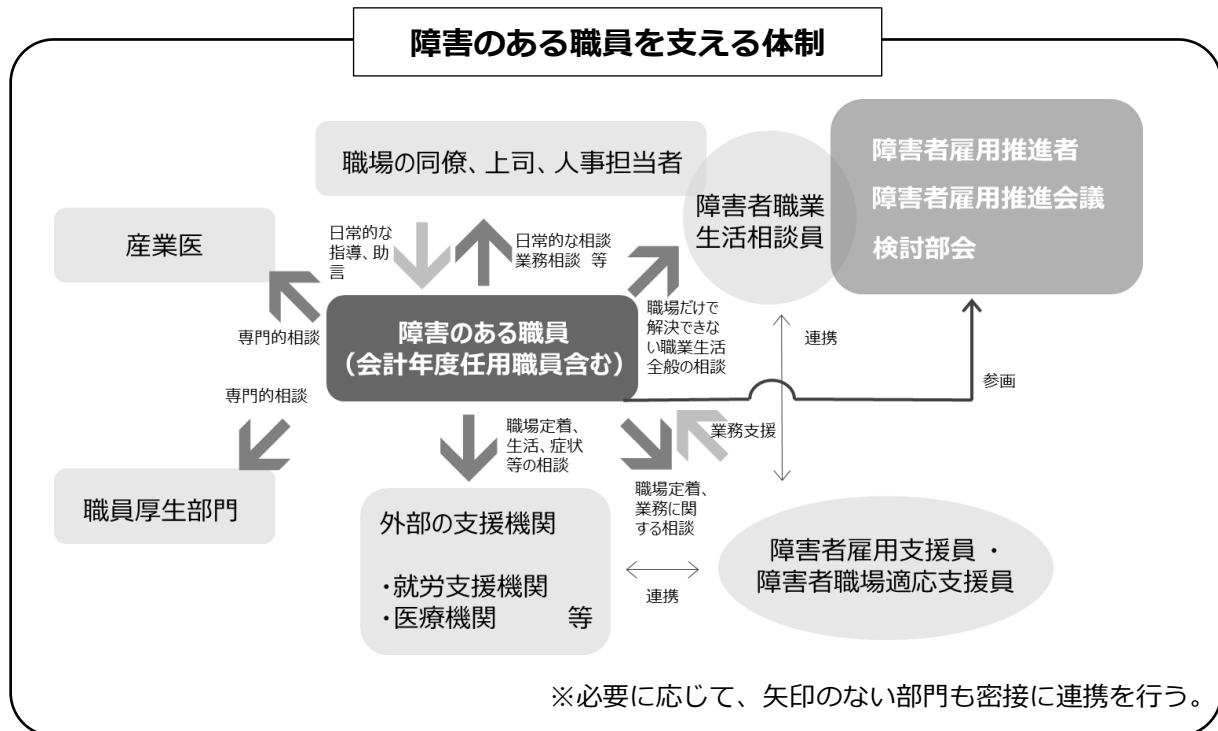 障害のある職員を支える体制
職場の同僚、上司、人事担当者
障害者職業
生活相談員
障害者雇用推進者
障害者雇用推進会議
検討部会
産業医
日常的な
指導、助
言
日常的な相談
業務相談 等
専門的相談
障害のある職員
（会計年度任用職員含む）
職場だけで
解決できな
い職業生活
全般の相談
連携
参画
専門的相談
職場定着、
生活、症状
等の相談
業務支援
職員厚生部門
職場定着、
業務に関
する相談
外部の支援機関
・就労支援機関
・医療機関 等
連携
障害者雇用支援員 ・
障害者職場適応支援員
※必要に応じて、矢印のない部門も密接に連携を行う。